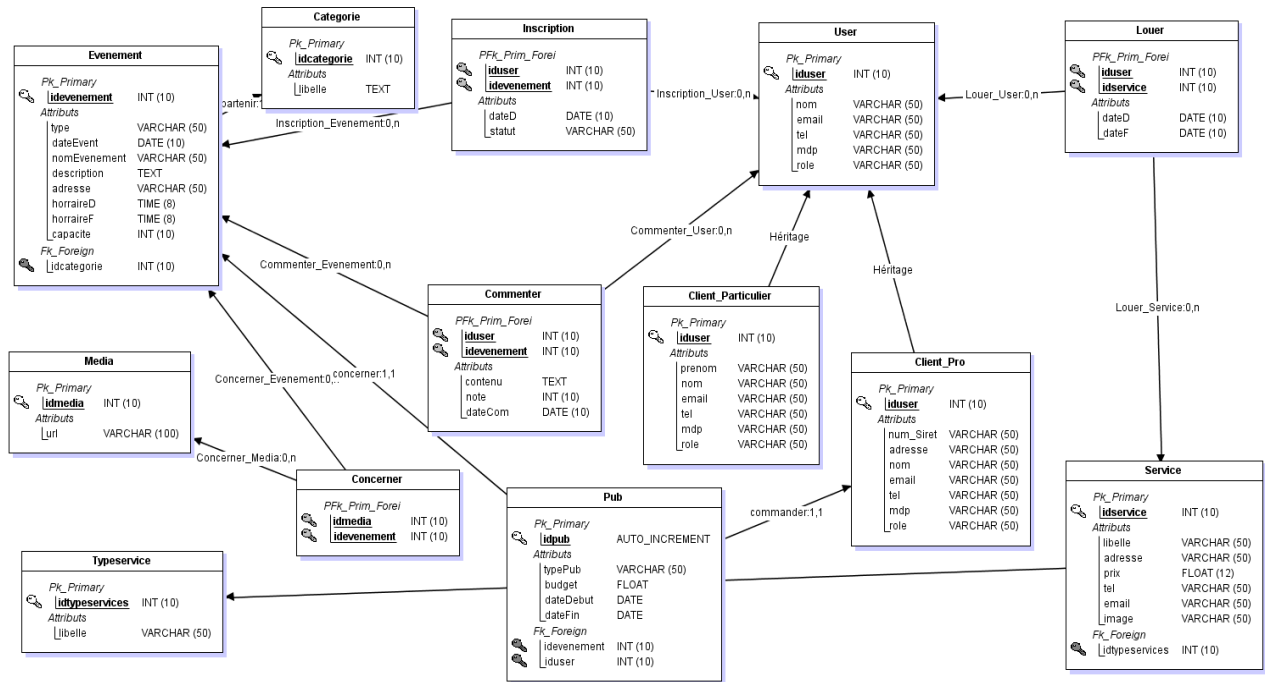 Categorie
Pk_Primary
idcategorie INT (10)
Attributs
libelle TEXT
Evenement
Pk_Primary
idevenement INT (10)
Attributs
type VARCHAR (50)
dateEvent DATE (10)
nomEvenement VARCHAR (50)
description TEXT
adresse VARCHAR (50)
horraireD TIME (8)
horraireF TIME (8)
capacite INT (10)
Fk_Foreign
idcategorie INT (10)
Inscription
PFk_Prim_Forei
iduser INT (10)
idevenement INT (10)
Attributs
dateD DATE (10)
statut VARCHAR (50)
Inscription_Evenement:0,n
Inscription_User:0,n
User
Pk_Primary
iduser INT (10)
Attributs
nom VARCHAR (50)
email VARCHAR (50)
tel VARCHAR (50)
mdp VARCHAR (50)
role VARCHAR (50)
Louer_User:0,n
Louer
PFk_Prim_Forei
iduser INT (10)
idservice INT (10)
Attributs
dateD DATE (10)
dateF DATE (10)
Commenter_User:0,n
Héritage
Héritage
Commenter_Evenement:0,n
Louer_Service:0,n
Commenter
PFk_Prim_Forei
iduser INT (10)
idevenement INT (10)
Attributs
contenu TEXT
note INT (10)
dateCom DATE (10)
Client_Particulier
Pk_Primary
iduser INT (10)
Attributs
prenom VARCHAR (50)
nom VARCHAR (50)
email VARCHAR (50)
tel VARCHAR (50)
mdp VARCHAR (50)
role VARCHAR (50)
Client_Pro
Pk_Primary
iduser INT (10)
Attributs
num_Siret VARCHAR (50)
adresse VARCHAR (50)
nom VARCHAR (50)
email VARCHAR (50)
tel VARCHAR (50)
mdp VARCHAR (50)
role VARCHAR (50)
Media
Pk_Primary
idmedia INT (10)
Attributs
url VARCHAR (100)
Concerner_Evenement:0,
concerner:1,1
Concerner_Media:0,n
Concerner
PFk_Prim_Forei
idmedia INT (10)
idevenement INT (10)
Pub
Pk_Primary
idpub AUTO_INCREMENT
Attributs
typePub VARCHAR (50)
budget FLOAT
dateDebut DATE
dateFin DATE
Fk_Foreign
idevenement INT (10)
iduser INT (10)
commander:1,1
Service
Pk_Primary
idservice INT (10)
Attributs
libelle VARCHAR (50)
adresse VARCHAR (50)
prix FLOAT (12)
tel VARCHAR (50)
email VARCHAR (50)
image VARCHAR (50)
Fk_Foreign
idtypeservices INT (10)
Typeservice
Pk_Primary
idtypeservices INT (10)
Attributs
libelle VARCHAR (50)